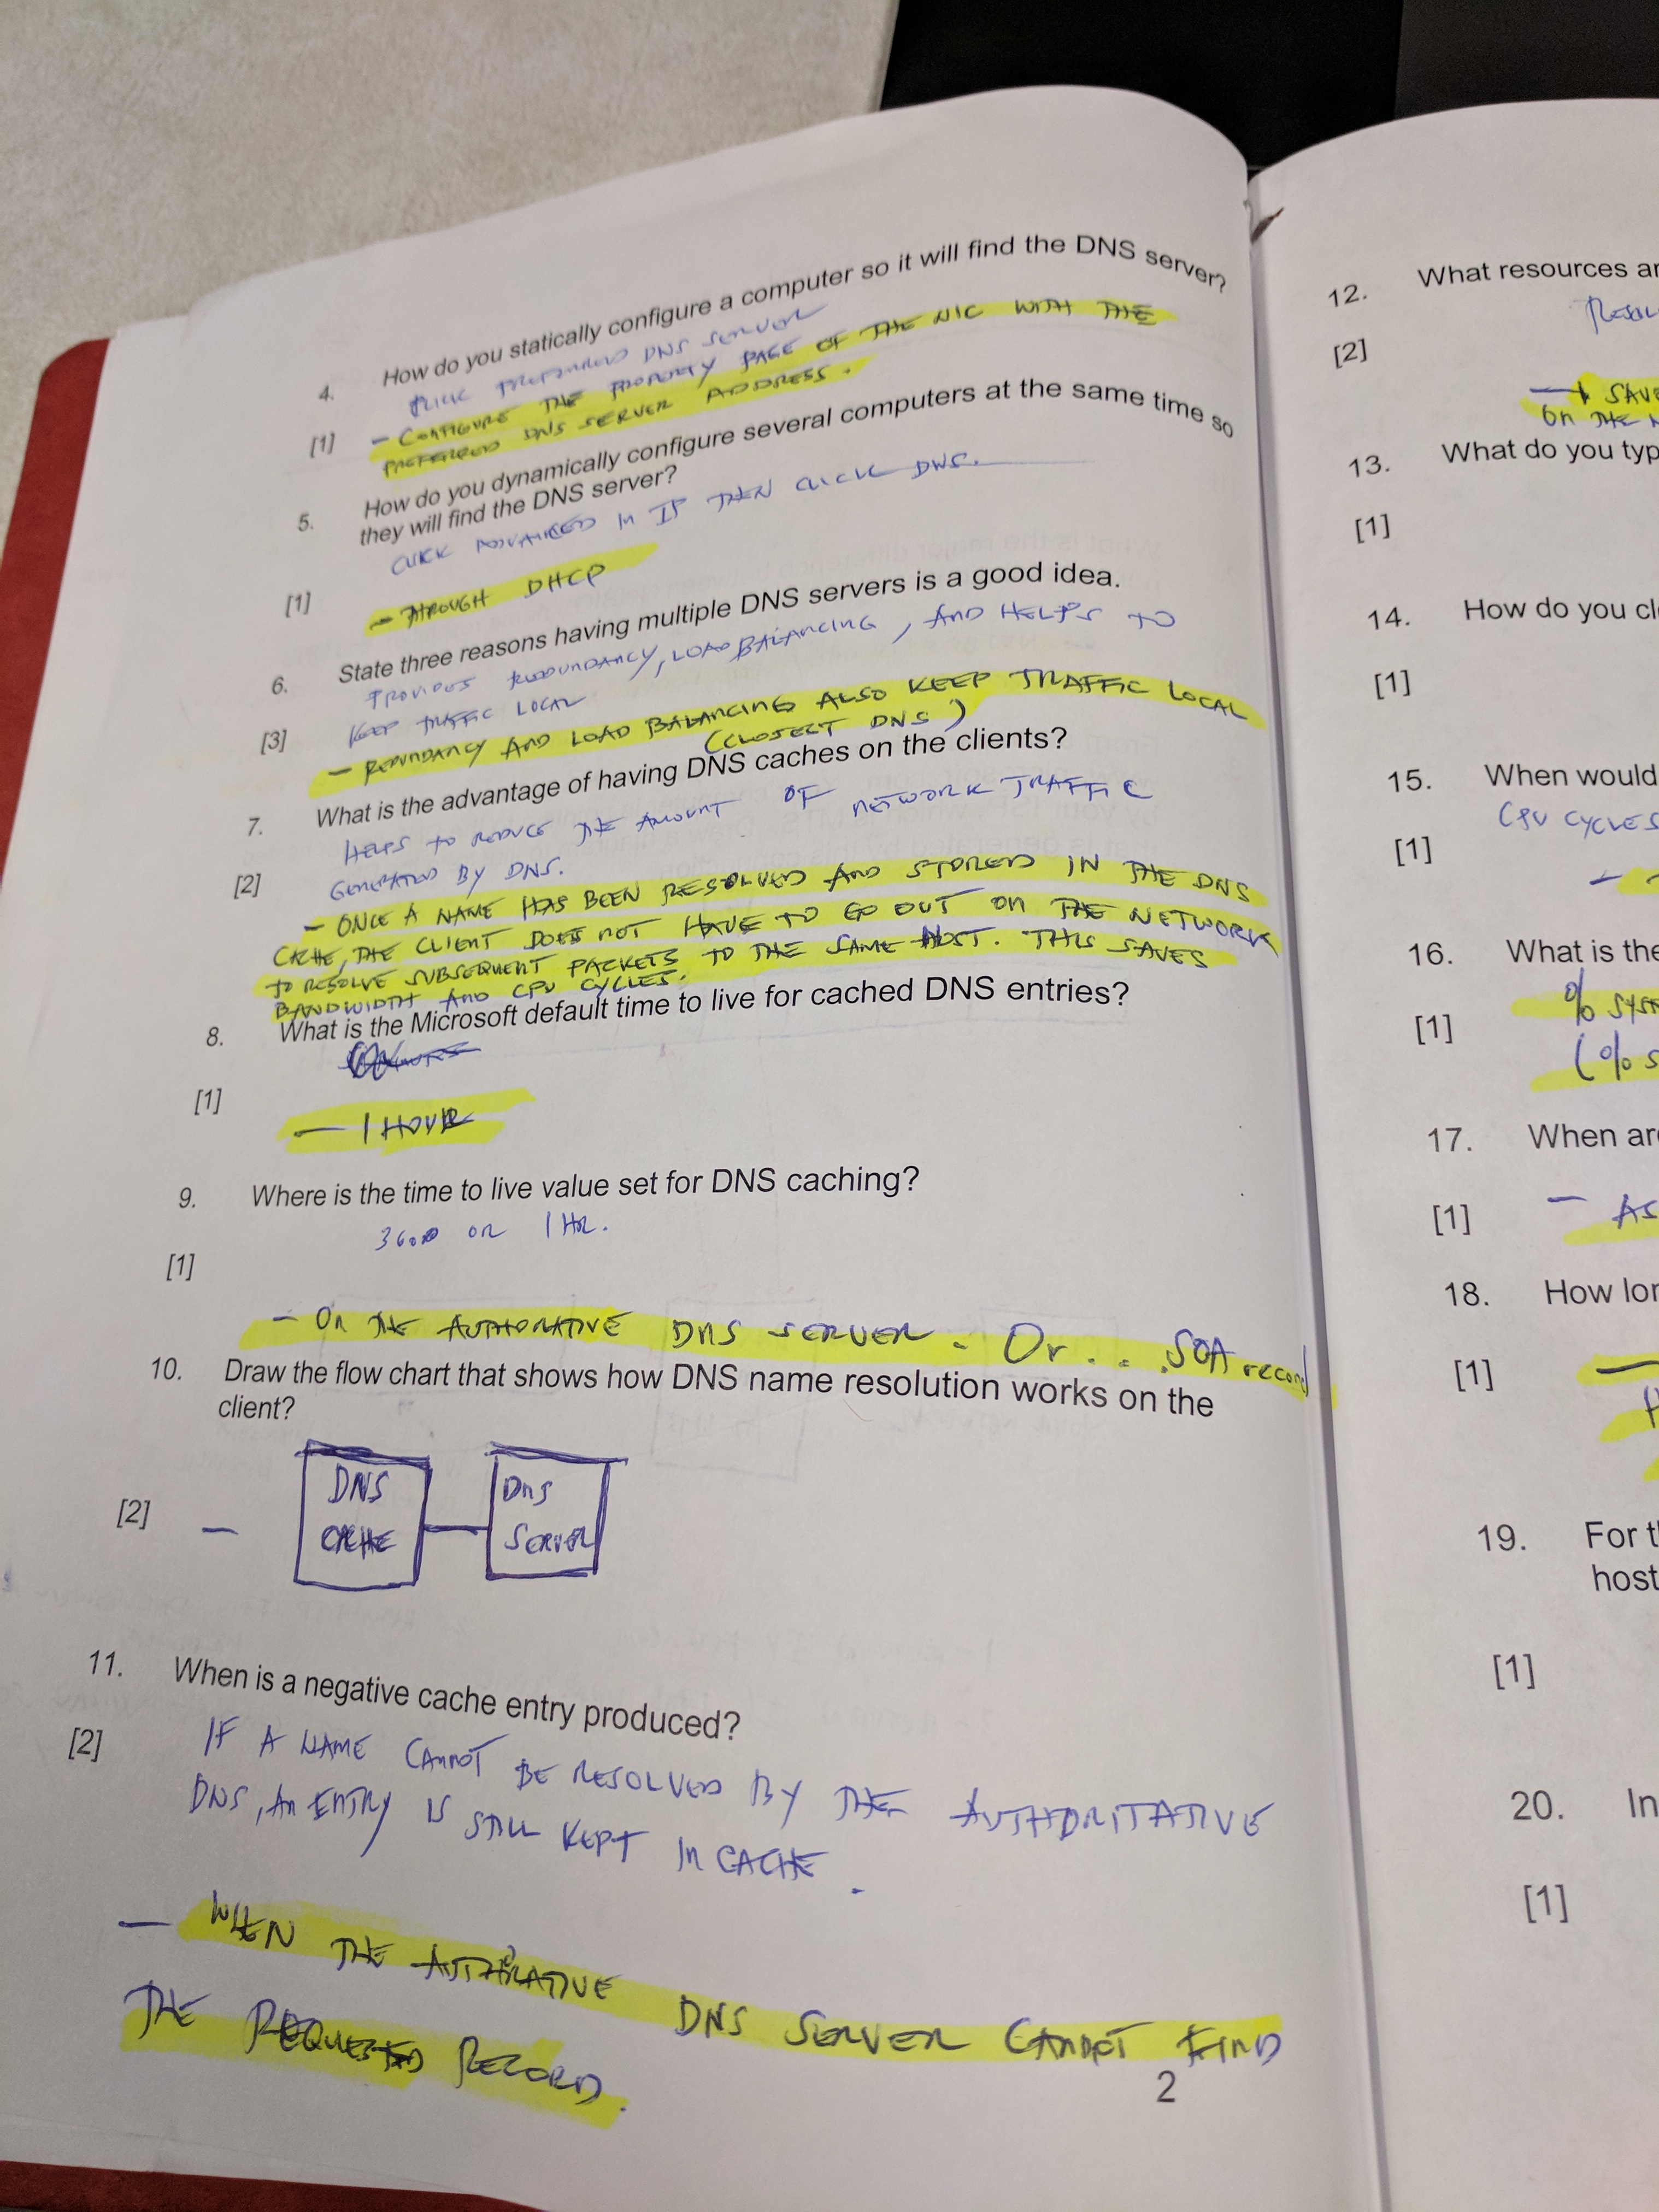 4. How do you statically configure a computer so it will find the DNS server?
PREFERRED DNS SERVER
[1] - CONFIGURE THE PROPERTY PAGE OF THE NIC WITH THE
PREFERRED DNS SERVER ADDRESS.
5. How do you dynamically configure several computers at the same time so
they will find the DNS server?
CLICK ADVANCED IN IP THEN CLICK DNS.
[1] - THROUGH DHCP
6. State three reasons having multiple DNS servers is a good idea.
PROVIDES REDUNDANCY, LOAD BALANCING, AND HELPS TO
KEEP TRAFFIC LOCAL
[3] - REDUNDANCY AND LOAD BALANCING ALSO KEEP TRAFFIC LOCAL
(CLOSECT DNS)
7. What is the advantage of having DNS caches on the clients?
HELPS TO REDUCE THE AMOUNT OF NETWORK TRAFFIC
[2] GENERATED BY DNS.
- ONCE A NAME HAS BEEN RESOLVED AND STORED IN THE DNS
CACHE, THE CLIENT DOES NOT HAVE TO GO OUT ON THE NETWORK
TO RESOLVE SUBSEQUENT PACKETS TO THE SAME HOST. THIS SAVES
BANDWIDTH AND CPU CYCLES.
8. What is the Microsoft default time to live for cached DNS entries?
[1]
- 1 HOUR
9. Where is the time to live value set for DNS caching?
3600 OR 1 HR.
[1]
- ON THE AUTHORATIVE DNS SERVER - Or . . . SOA record
10. Draw the flow chart that shows how DNS name resolution works on the
client?
[2] - DNS CACHE
DNS SERVER
11. When is a negative cache entry produced?
[2] IF A NAME CANNOT BE RESOLVED BY THE AUTHORITATIVE
DNS, AN ENTRY IS STILL KEPT IN CACHE.
- WHEN THE AUTHORATIVE DNS SERVER CANNOT FIND
THE REQUESTED RECORD.
2
12. What resources
[2]
SAVE
ON THE
13. What do you
[1]
14. How do you
[1]
15. When would
CPU CYCLES
[1] -
16. What is the
%
[1]
(%
17. When
[1] - AS
18. How
[1] -
19. For
host
[1]
20. In
[1]